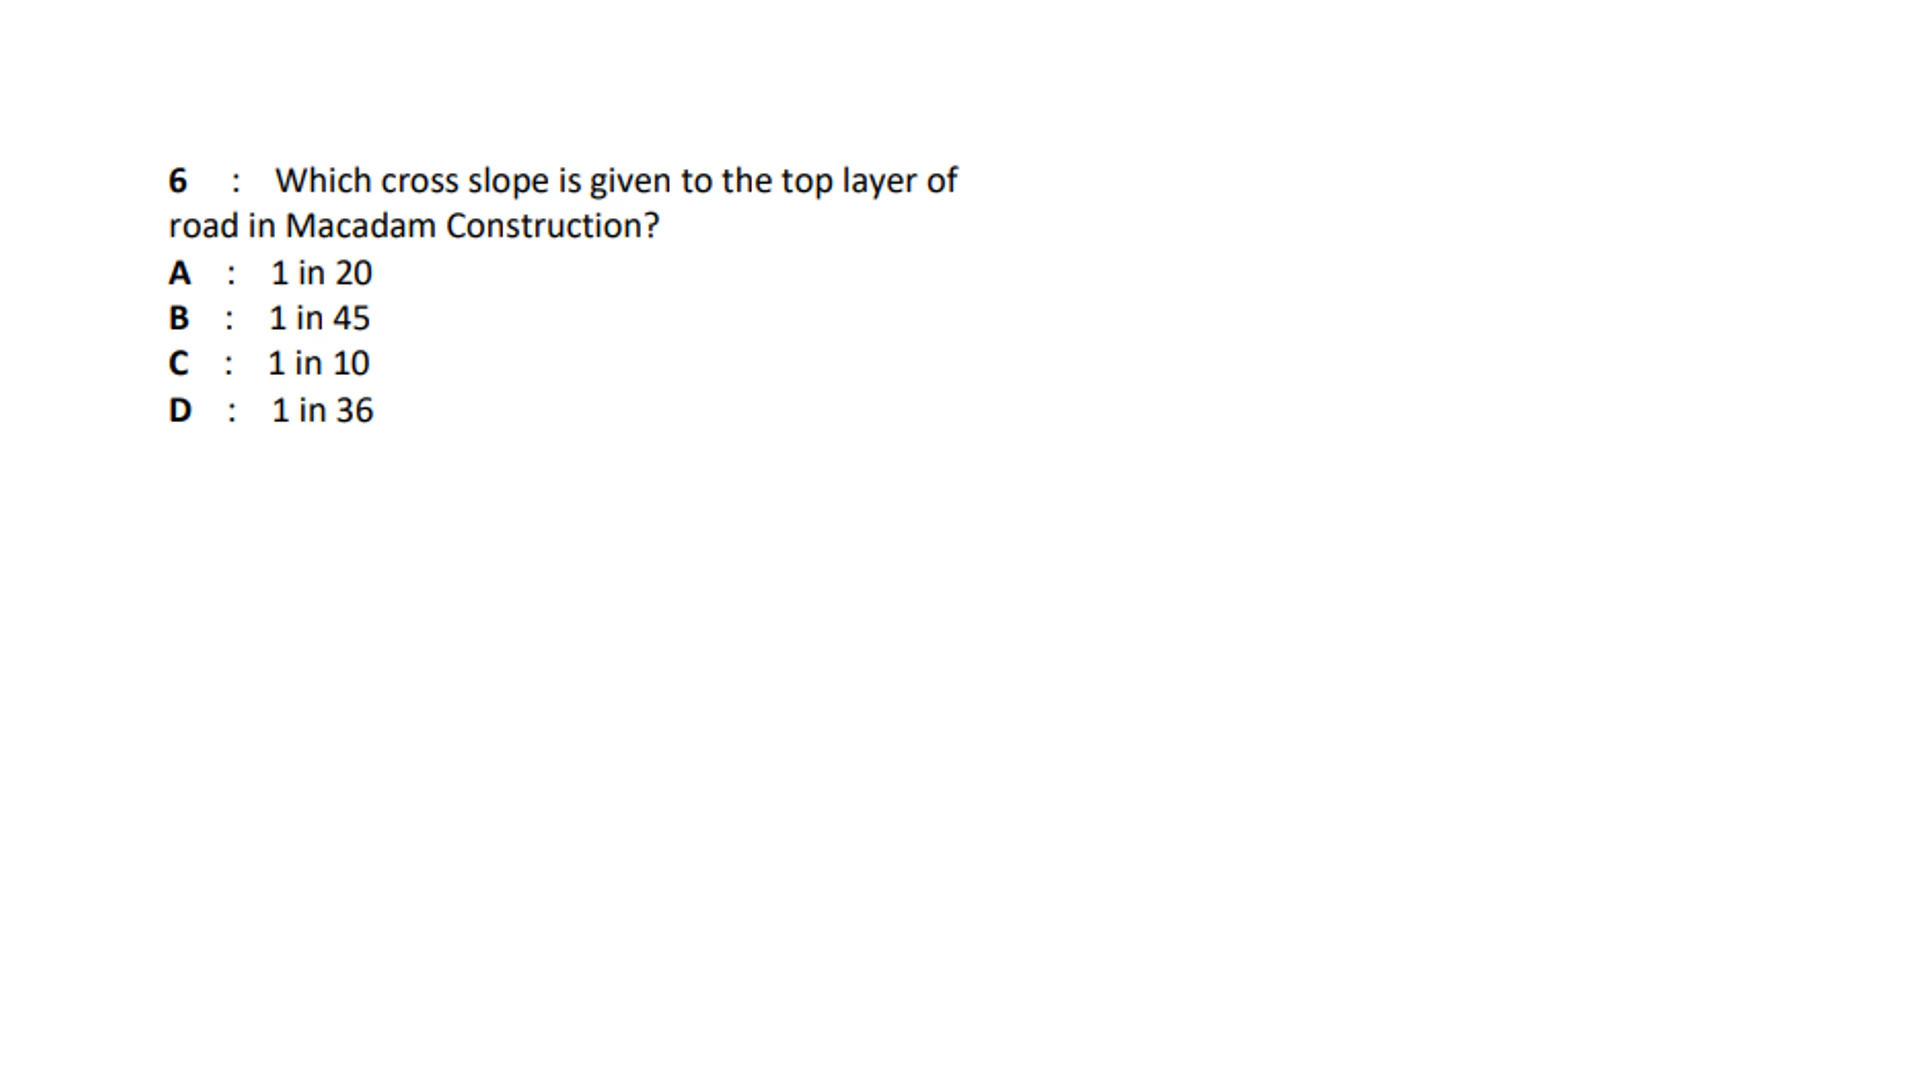 6 : Which cross slope is given to the top layer of
road in Macadam Construction?
A : 1 in 20
B : 1 in 45
C : 1 in 10
D : 1 in 36